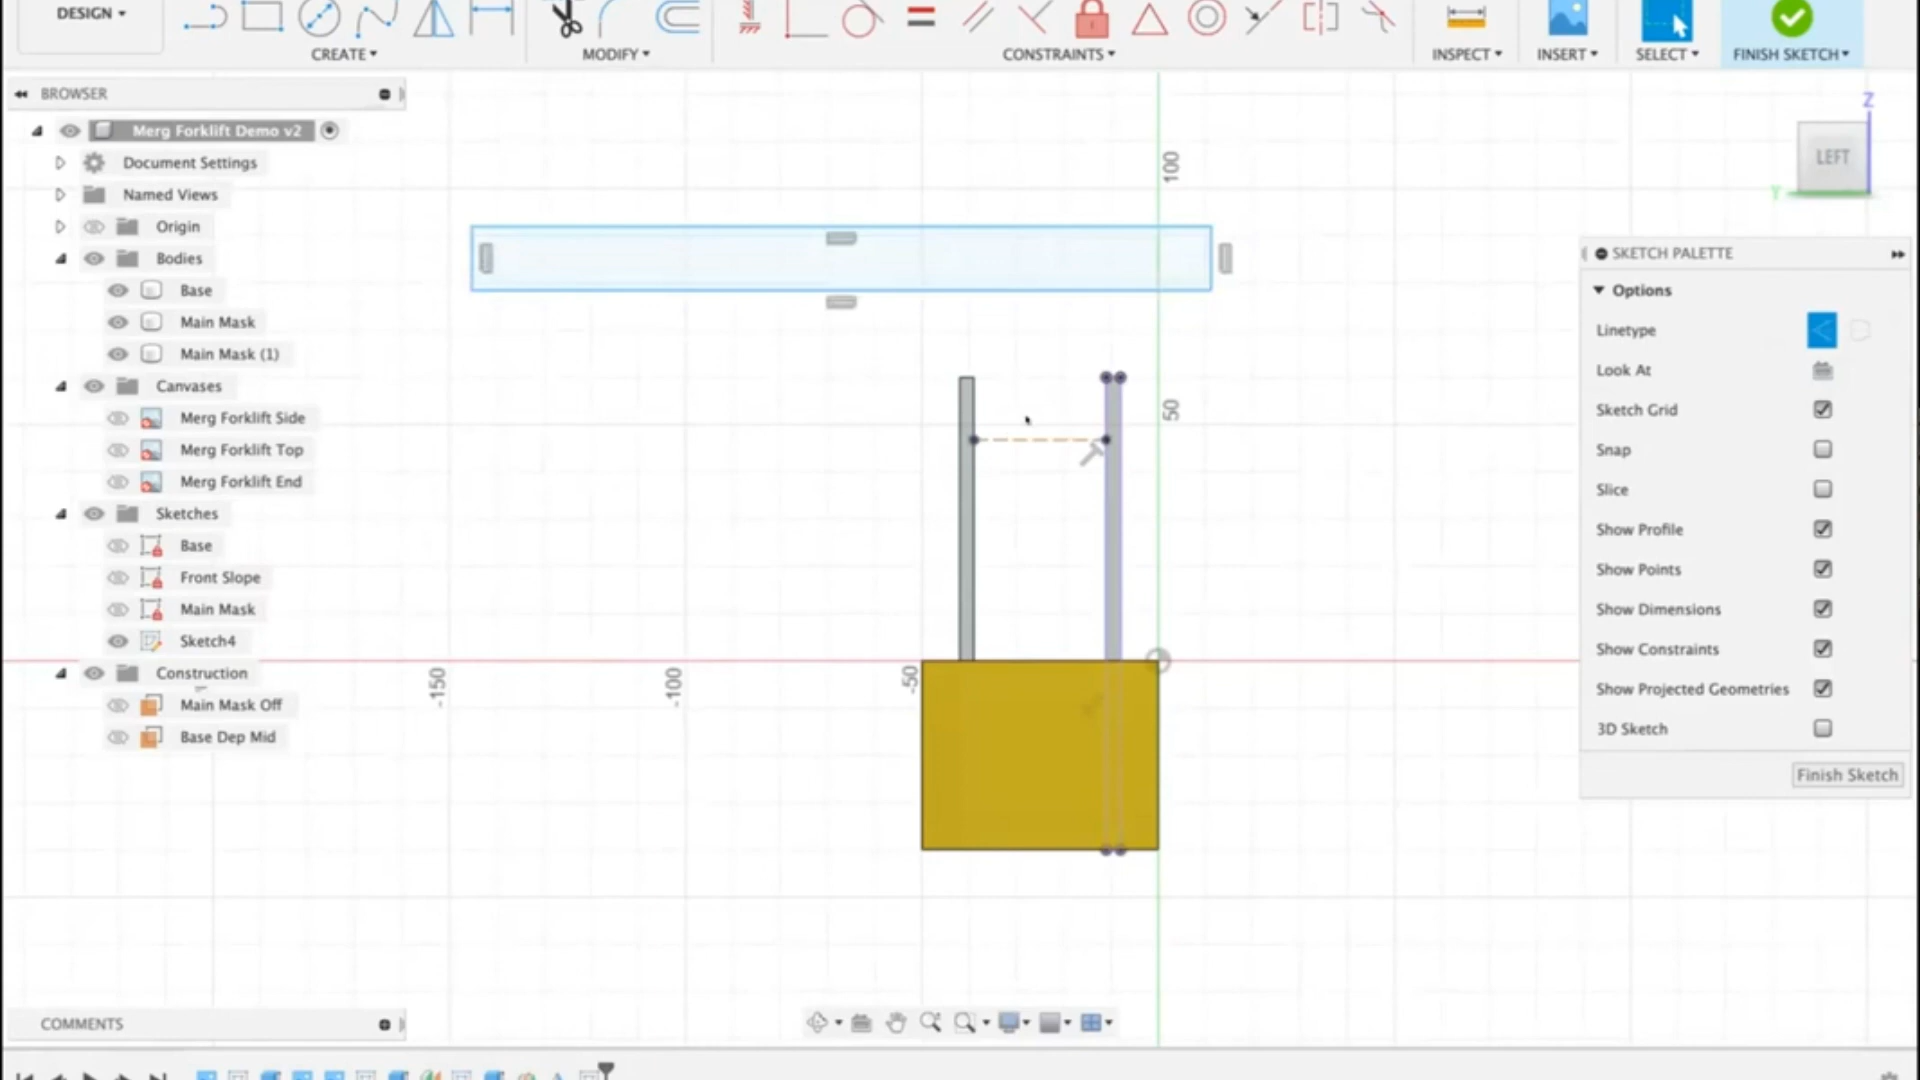 DESIGN
CREATE
MODIFY
CONSTRAINTS
INSPECT
INSERT
SELECT
FINISH SKETCH
BROWSER
Merg Forklift Demo v2
Document Settings
Named Views
Origin
Bodies
Base
Main Mask
Main Mask (1)
Canvases
Merg Forklift Side
Merg Forklift Top
Merg Forklift End
Sketches
Base
Front Slope
Main Mask
Sketch4
Construction
Main Mask Off
Base Dep Mid
100
50
-50
-100
-150
Z
LEFT
Y
SKETCH PALETTE
Options
Linetype
Look At
Sketch Grid
Snap
Slice
Show Profile
Show Points
Show Dimensions
Show Constraints
Show Projected Geometries
3D Sketch
Finish Sketch
COMMENTS